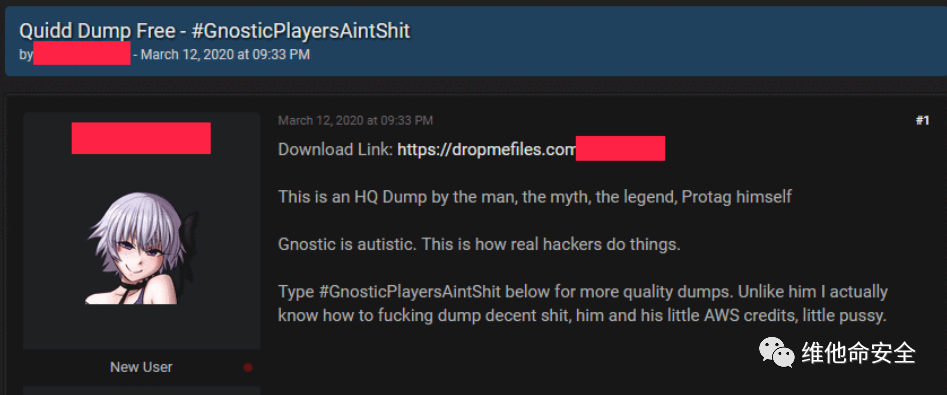 Quidd Dump Free - #GnosticPlayersAintShit
by - March 12, 2020 at 09:33 PM
March 12, 2020 at 09:33 PM
#1
Download Link: https://dropmefiles.com
This is an HQ Dump by the man, the myth, the legend, Protag himself
Gnostic is autistic. This is how real hackers do things.
Type #GnosticPlayersAintShit below for more quality dumps. Unlike him I actually
know how to fucking dump decent shit, him and his little AWS credits, little pussy.
New User
维他命安全